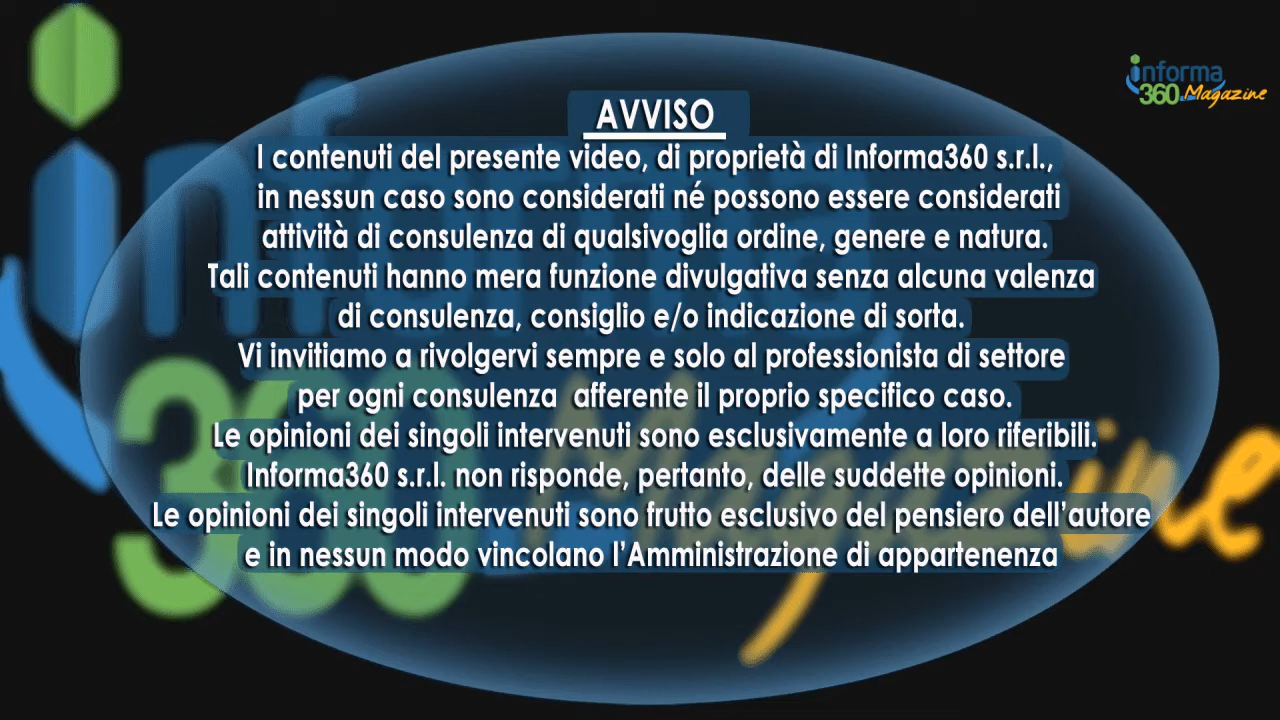 informa
360 Magazine
AVVISO
I contenuti del presente video, di proprietà di Informa360 s.r.l.,
in nessun caso sono considerati né possono essere considerati
attività di consulenza di qualsivoglia ordine, genere e natura.
Tali contenuti hanno mera funzione divulgativa senza alcuna valenza
di consulenza, consiglio e/o indicazione di sorta.
Vi invitiamo a rivolgervi sempre e solo al professionista di settore
per ogni consulenza  afferente il proprio specifico caso.
Le opinioni dei singoli intervenuti sono esclusivamente a loro riferibili.
Informa360 s.r.l. non risponde, pertanto, delle suddette opinioni.
Le opinioni dei singoli intervenuti sono frutto esclusivo del pensiero dell’autore
e in nessun modo vincolano l’Amministrazione di appartenenza